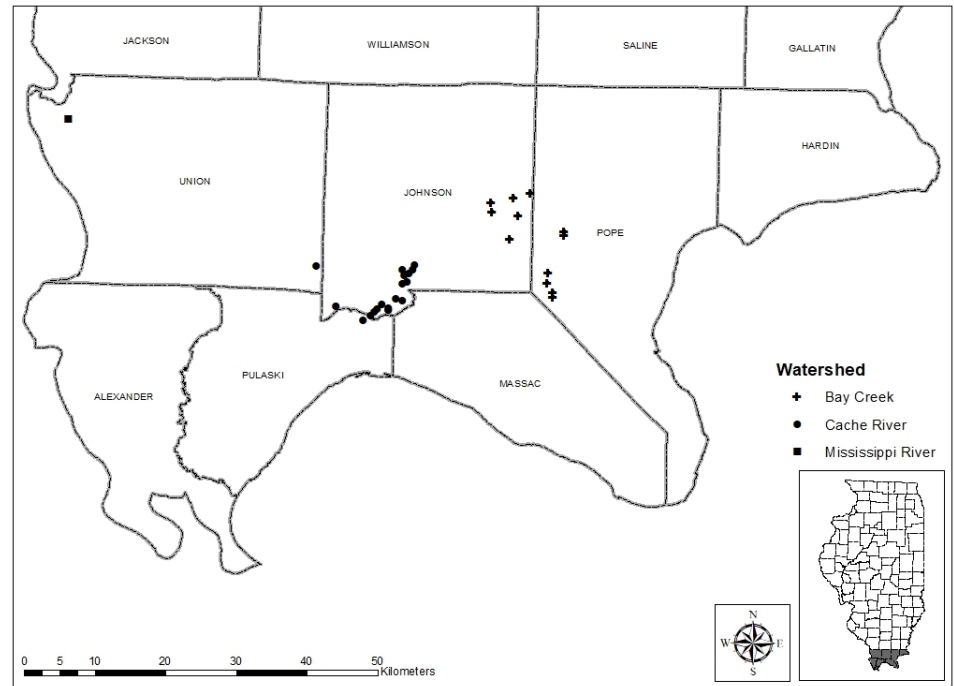 JACKSON
WILLIAMSON
SALINE
GALLATIN
HARDIN
UNION
JOHNSON
POPE
Watershed
Bay Creek
Cache River
Mississippi River
PULASKI
ALEXANDER
MASSAC
N
W E
S
0 5 10 20 30 40 50
Kilometers